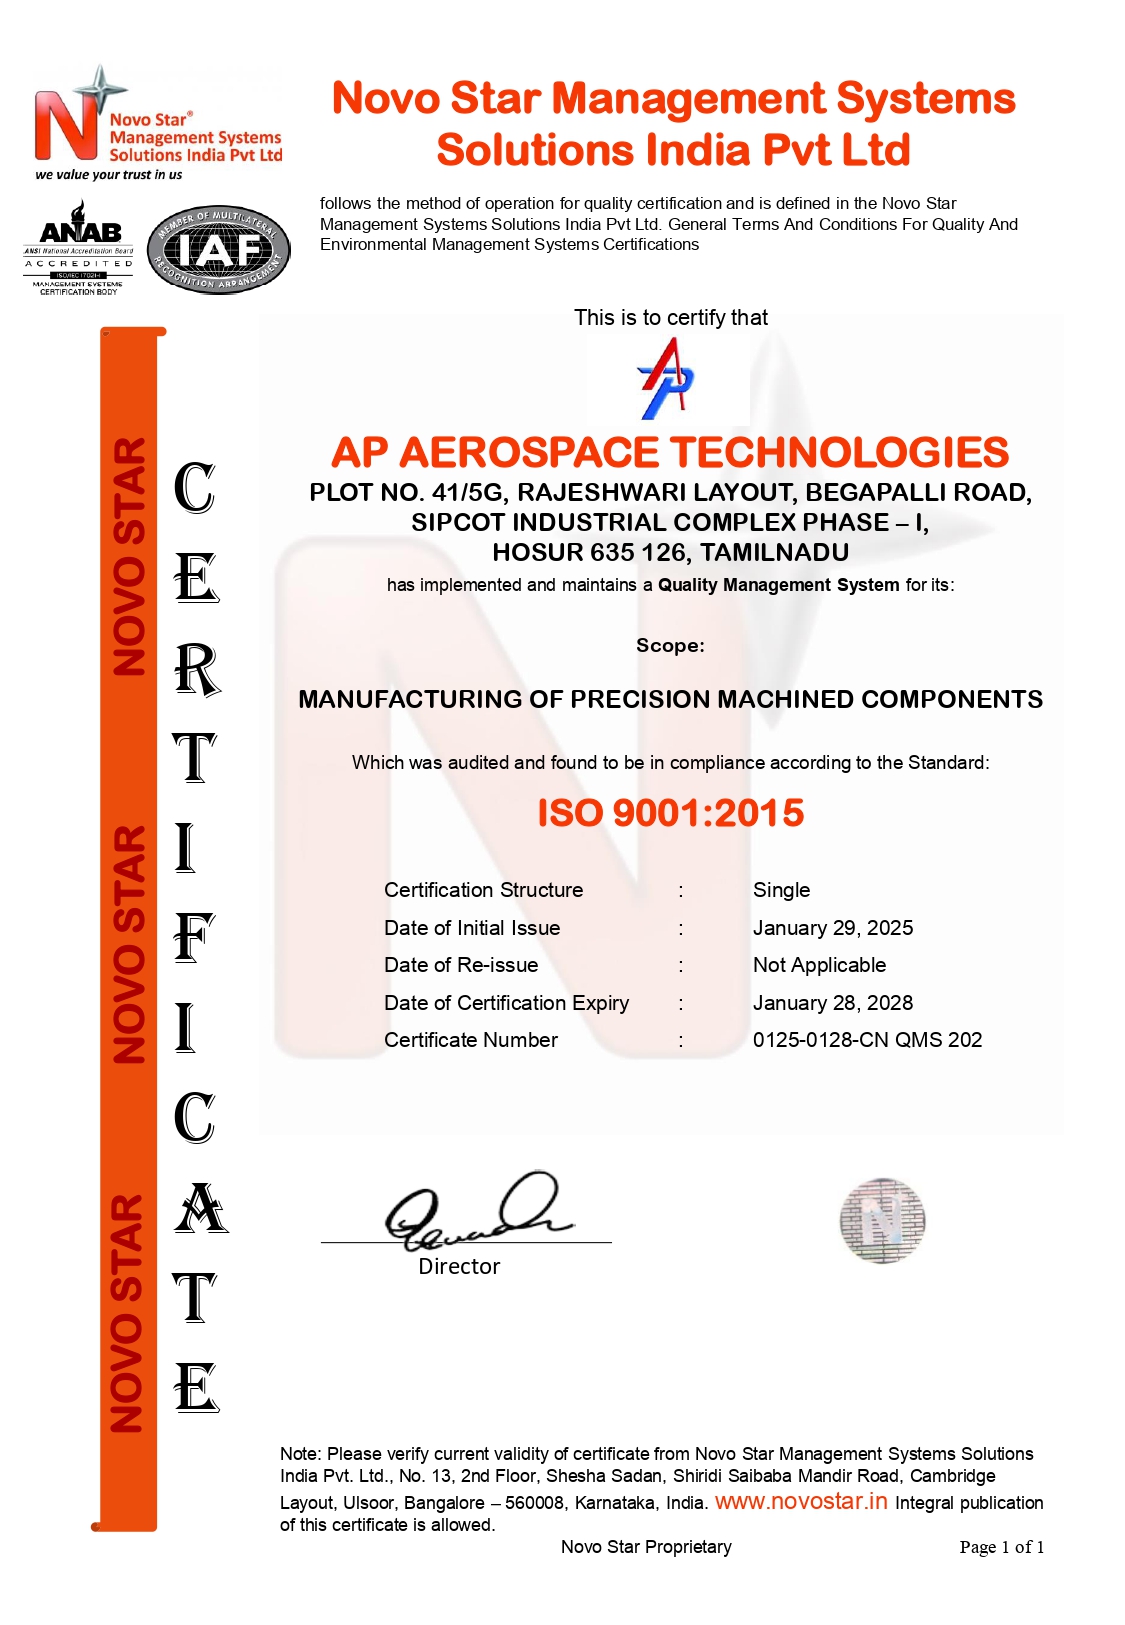 Novo Star®
Management Systems
Solutions India Pvt Ltd
we value your trust in us
Novo Star Management Systems
Solutions India Pvt Ltd
follows the method of operation for quality certification and is defined in the Novo Star
Management Systems Solutions India Pvt Ltd. General Terms And Conditions For Quality And
Environmental Management Systems Certifications
ANAB
ANSI National Accreditation Board
ACCREDITED
ISO/IEC 17021-1
MANAGEMENT SYSTEMS
CERTIFICATION BODY
MEMBER OF MULTILATERAL
IAF
RECOGNITION ARRANGEMENT
This is to certify that
AP AEROSPACE TECHNOLOGIES
PLOT NO. 41/5G, RAJESHWARI LAYOUT, BEGAPALLI ROAD,
SIPCOT INDUSTRIAL COMPLEX PHASE – I,
HOSUR 635 126, TAMILNADU
has implemented and maintains a Quality Management System for its:
Scope:
MANUFACTURING OF PRECISION MACHINED COMPONENTS
Which was audited and found to be in compliance according to the Standard:
ISO 9001:2015
Certification Structure : Single
Date of Initial Issue : January 29, 2025
Date of Re-issue : Not Applicable
Date of Certification Expiry : January 28, 2028
Certificate Number : 0125-0128-CN QMS 202
Director
NOVO STAR
NOVO STAR
NOVO STAR
CERTIFICATE
Note: Please verify current validity of certificate from Novo Star Management Systems Solutions
India Pvt. Ltd., No. 13, 2nd Floor, Shesha Sadan, Shiridi Saibaba Mandir Road, Cambridge
Layout, Ulsoor, Bangalore – 560008, Karnataka, India. www.novostar.in Integral publication
of this certificate is allowed.
Novo Star Proprietary
Page 1 of 1